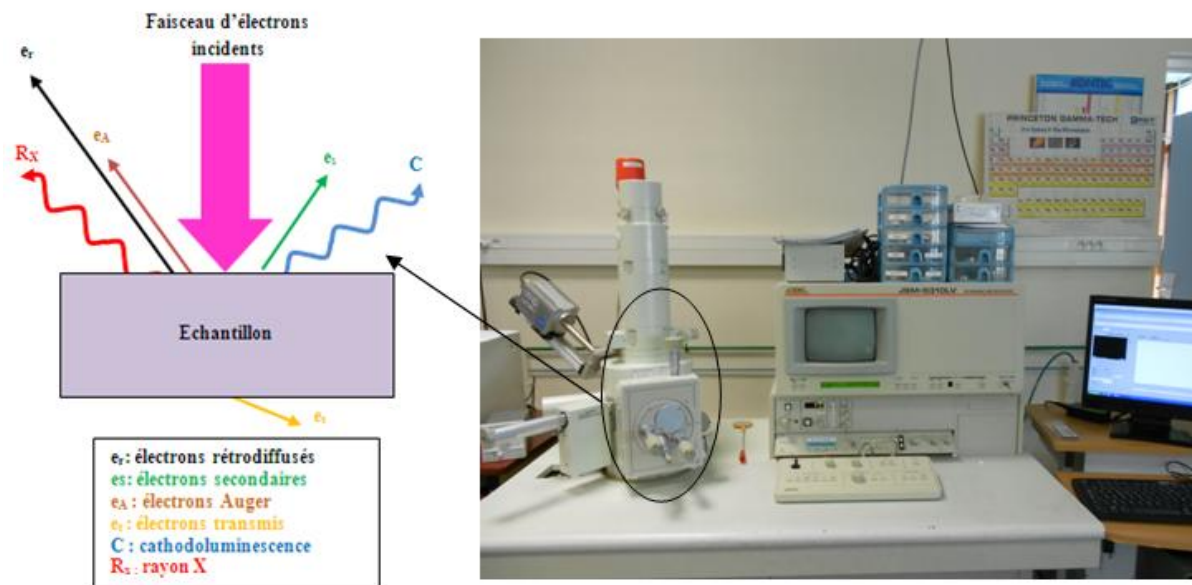 Faisceau d'électrons
incidents
er
eA
es
RX
C
Echantillon
et
er: électrons rétrodiffusés
es: électrons secondaires
eA : électrons Auger
et : électrons transmis
C : cathodoluminescence
Rx : rayon X
PRINCETON GAMMA-TECH
JSM-5310LV